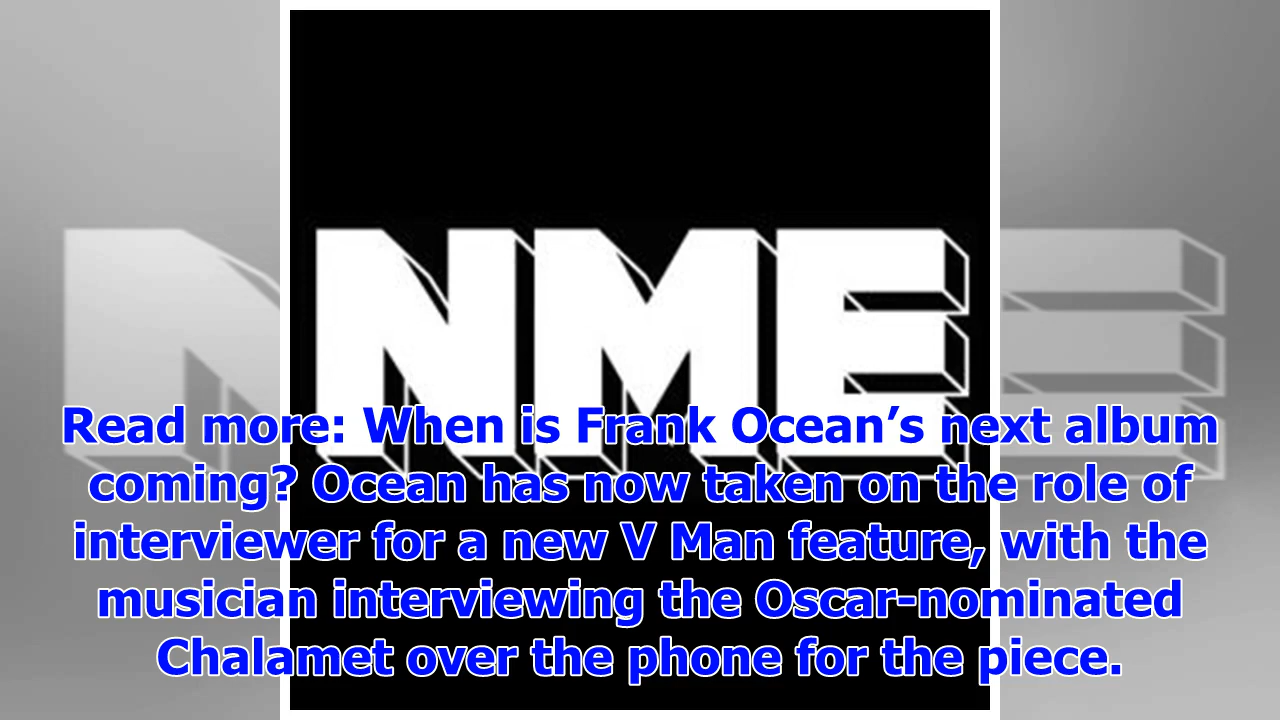 NME
Read more: When is Frank Ocean’s next album
coming? Ocean has now taken on the role of
interviewer for a new V Man feature, with the
musician interviewing the Oscar-nominated
Chalamet over the phone for the piece.